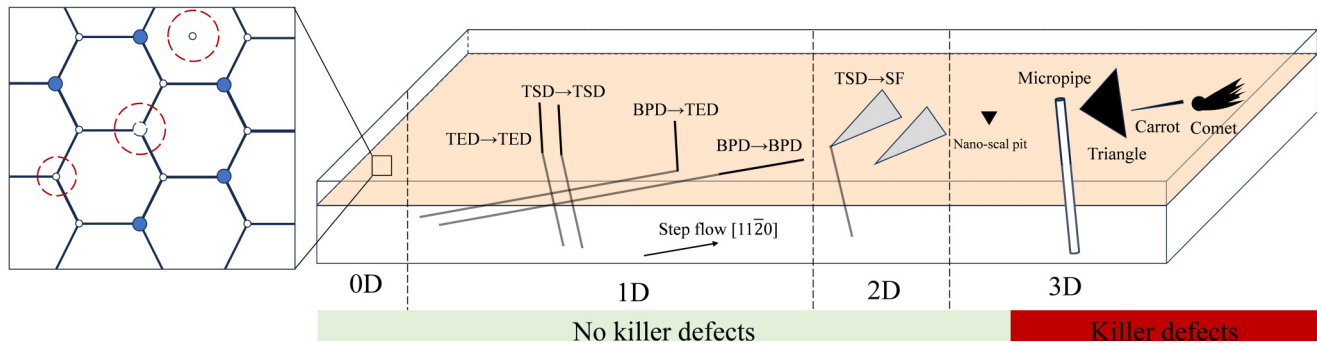 TSD→TSD
TED→TED
BPD→TED
BPD→BPD
TSD→SF
Nano-scal pit
Micropipe
Carrot
Comet
Triangle
Step flow [112̅0]
0D
1D
2D
3D
No killer defects
Killer defects